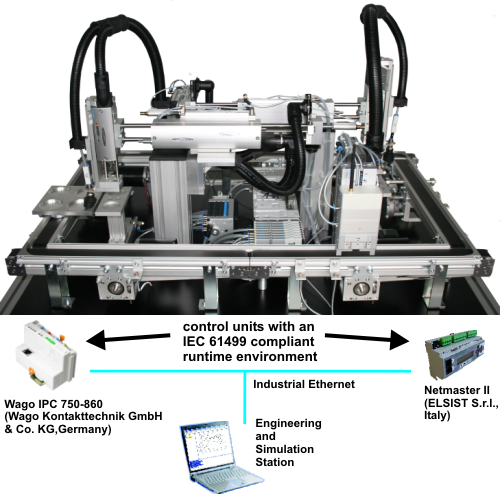 control units with an
IEC 61499 compliant
runtime environment
Industrial Ethernet
Wago IPC 750-860
(Wago Kontakttechnik GmbH
& Co. KG,Germany)
Netmaster II
(ELSIST S.r.l.,
Italy)
Engineering
and
Simulation
Station